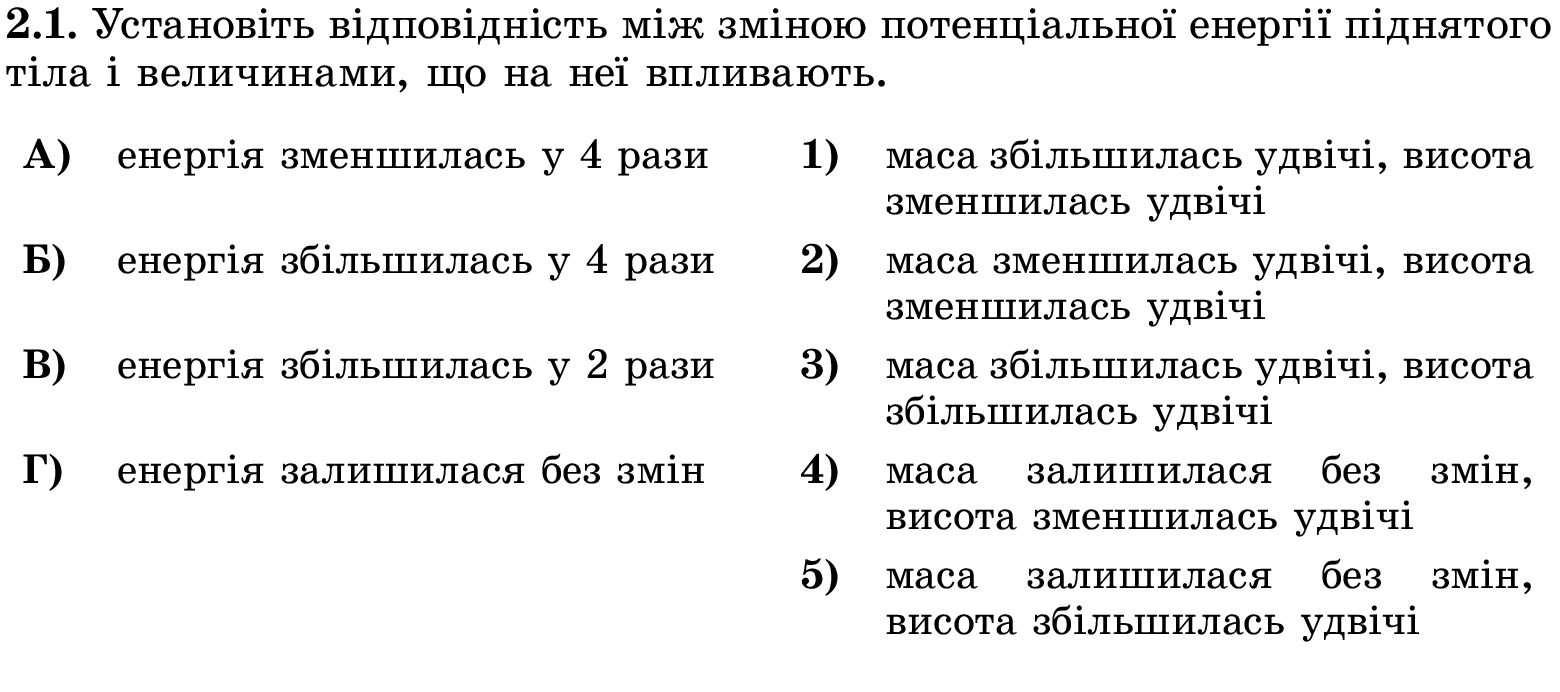 2.1. Установіть відповідність між зміною потенціальної енергії піднятого
тіла і величинами, що на неї впливають.
А) енергія зменшилась у 4 рази
1) маса збільшилась удвічі, висота
зменшилась удвічі
Б) енергія збільшилась у 4 рази
2) маса зменшилась удвічі, висота
зменшилась удвічі
В) енергія збільшилась у 2 рази
3) маса збільшилась удвічі, висота
збільшилась удвічі
Г) енергія залишилася без змін
4) маса залишилася без змін,
висота зменшилась удвічі
5) маса залишилася без змін,
висота збільшилась удвічі